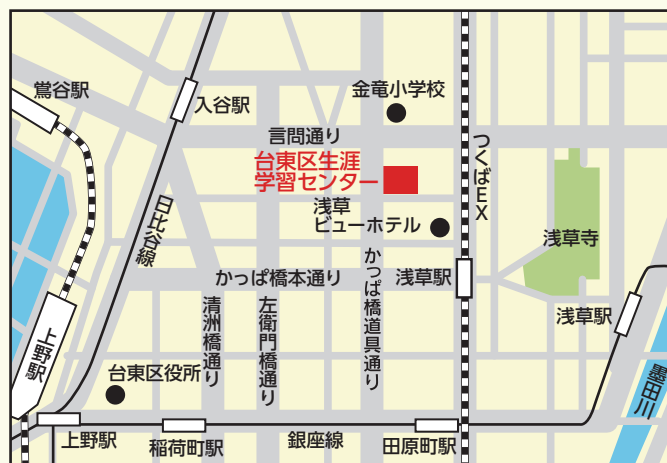 鶯谷駅
入谷駅
金竜小学校
言問通り
台東区生涯
学習センター
つくばEX
浅草
ビューホテル
日比谷線
浅草寺
かっぱ橋本通り
浅草駅
かっぱ橋道具通り
清洲橋通り
左衛門橋通り
浅草駅
上野駅
台東区役所
墨田川
上野駅
稲荷町駅
銀座線
田原町駅